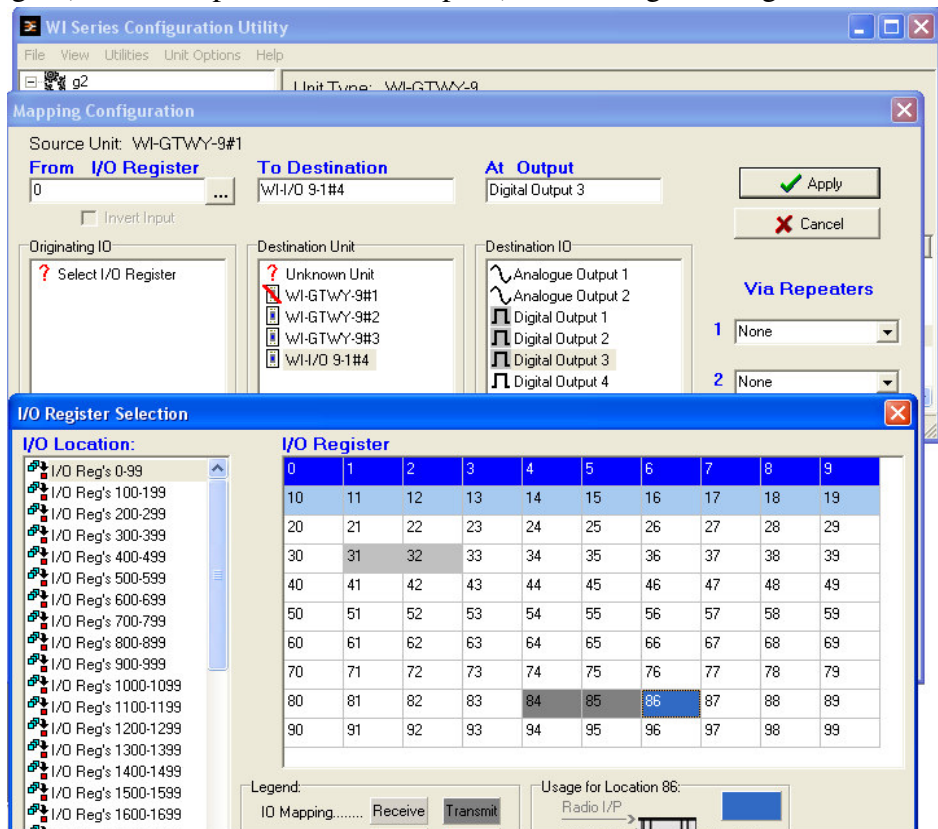 WI Series Configuration Utility
File View Utilities Unit Options Help
g2
Unit Type: WI-GTWY-9
Mapping Configuration
Source Unit: WI-GTWY-9#1
From I/O Register
To Destination
At Output
0
...
WI-I/O 9-1#4
Digital Output 3
Apply
Invert Input
Cancel
Originating IO
Destination Unit
Destination IO
? Select I/O Register
? Unknown Unit
WI-GTWY-9#1
WI-GTWY-9#2
WI-GTWY-9#3
WI-I/O 9-1#4
Analogue Output 1
Analogue Output 2
Digital Output 1
Digital Output 2
Digital Output 3
Digital Output 4
Via Repeaters
1 None
2 None
I/O Register Selection
I/O Location:
I/O Reg's 0-99
I/O Reg's 100-199
I/O Reg's 200-299
I/O Reg's 300-399
I/O Reg's 400-499
I/O Reg's 500-599
I/O Reg's 600-699
I/O Reg's 700-799
I/O Reg's 800-899
I/O Reg's 900-999
I/O Reg's 1000-1099
I/O Reg's 1100-1199
I/O Reg's 1200-1299
I/O Reg's 1300-1399
I/O Reg's 1400-1499
I/O Reg's 1500-1599
I/O Reg's 1600-1699
I/O Register
0 1 2 3 4 5 6 7 8 9
10 11 12 13 14 15 16 17 18 19
20 21 22 23 24 25 26 27 28 29
30 31 32 33 34 35 36 37 38 39
40 41 42 43 44 45 46 47 48 49
50 51 52 53 54 55 56 57 58 59
60 61 62 63 64 65 66 67 68 69
70 71 72 73 74 75 76 77 78 79
80 81 82 83 84 85 86 87 88 89
90 91 92 93 94 95 96 97 98 99
Legend:
IO Mapping........ Receive Transmit
Usage for Location 86:
Radio I/P